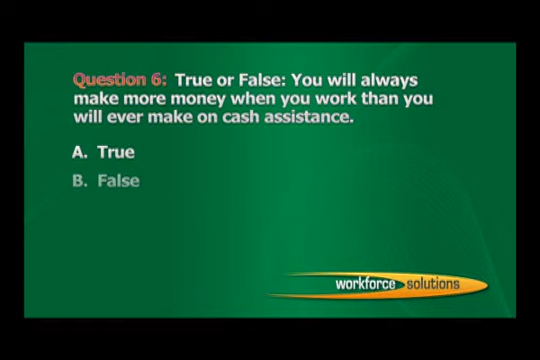 Question 6: True or False: You will always
make more money when you work than you
will ever make on cash assistance.
A. True
B. False
workforce solutions